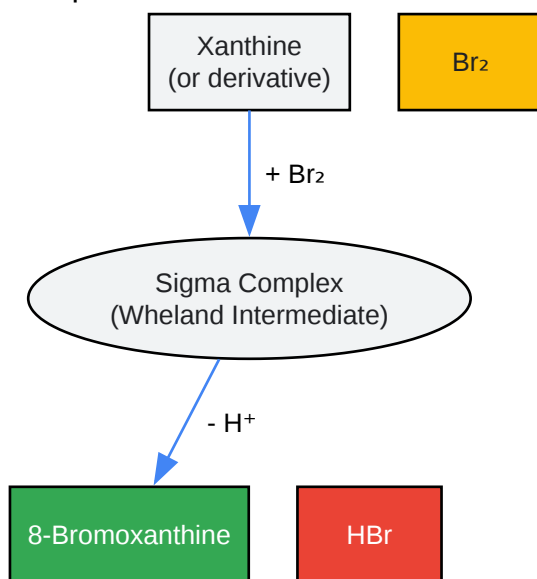 Xanthine
(or derivative)
Br₂
+ Br₂
Sigma Complex
(Wheland Intermediate)
- H⁺
8-Bromoxanthine
HBr